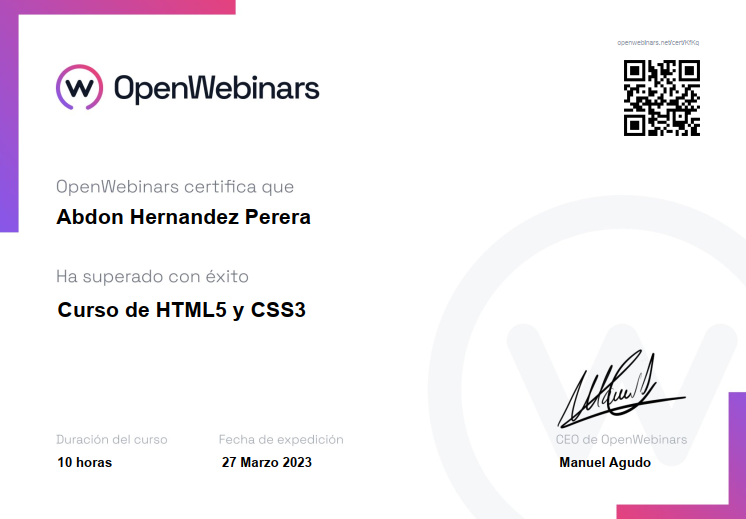 openwebinars.net/cert/KfKq
OpenWebinars
OpenWebinars certifica que
Abdon Hernandez Perera
Ha superado con éxito
Curso de HTML5 y CSS3
Duración del curso
10 horas
Fecha de expedición
27 Marzo 2023
CEO de OpenWebinars
Manuel Agudo